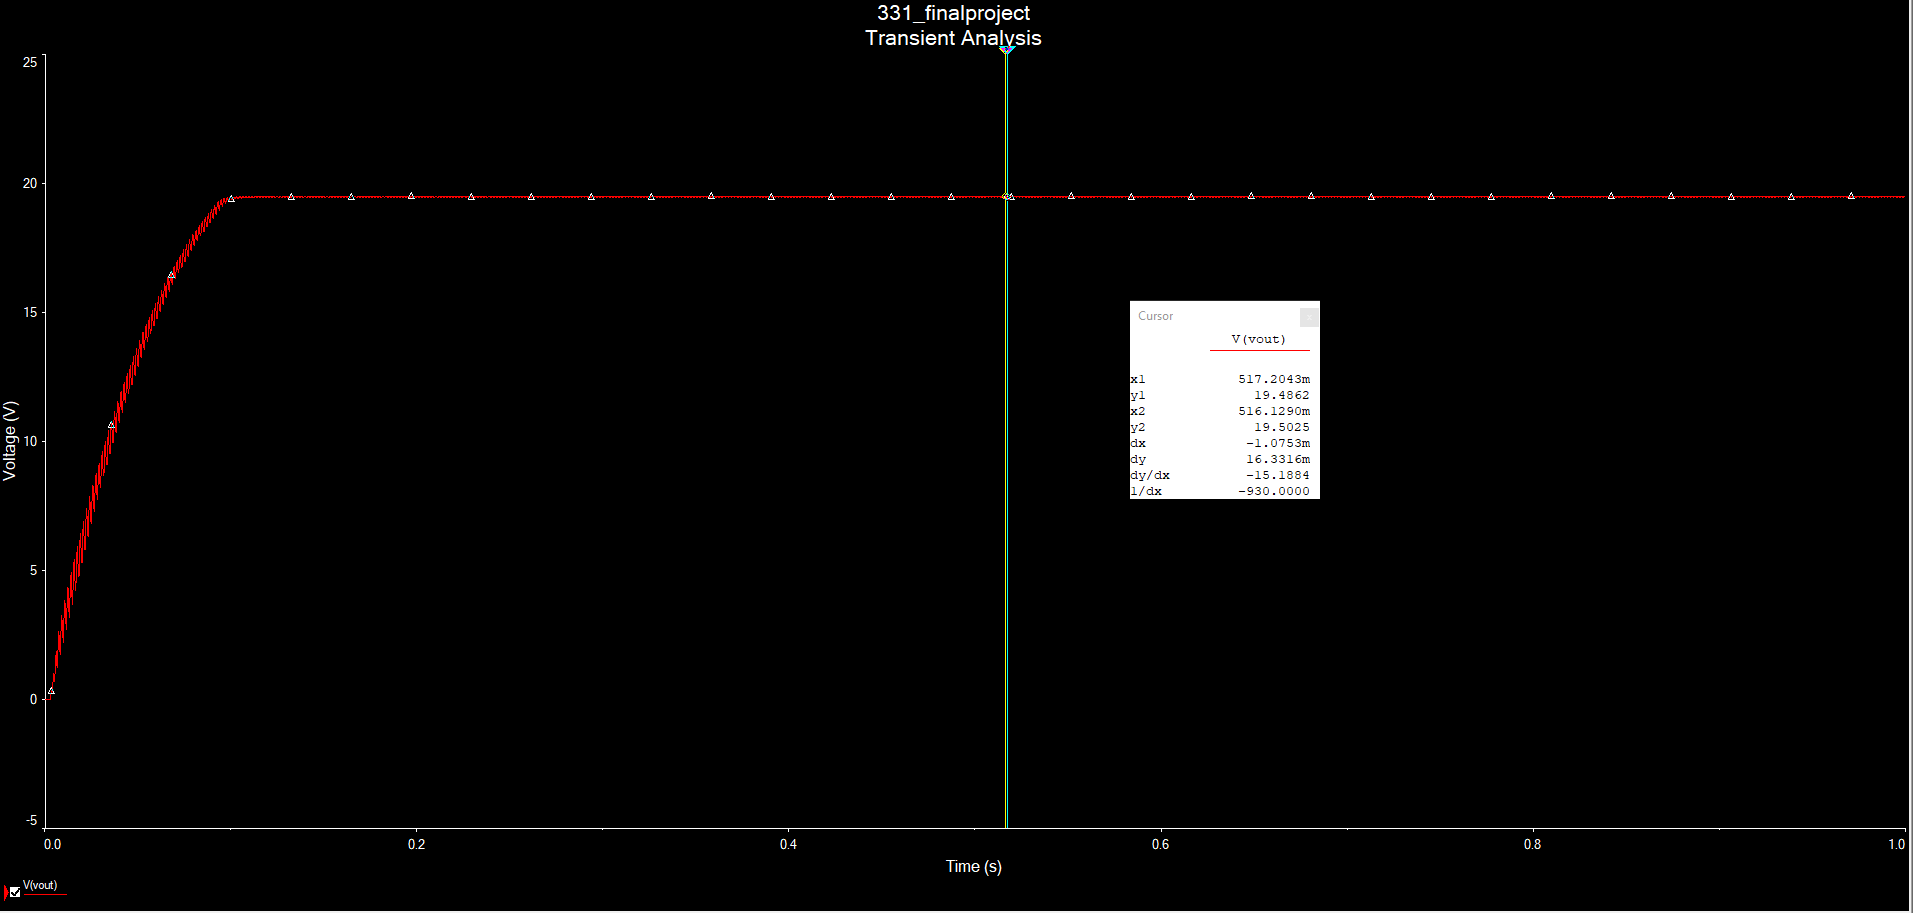 331_finalproject
Transient Analysis
25
20
15
10
5
0
-5
Voltage (V)
0.0 0.2 0.4 0.6 0.8 1.0
Time (s)
Cursor x
V(vout)
x1 517.2043m
y1 19.4862
x2 516.1290m
y2 19.5025
dx -1.0753m
dy 16.3316m
dy/dx -15.1884
1/dx -930.0000
V(vout)